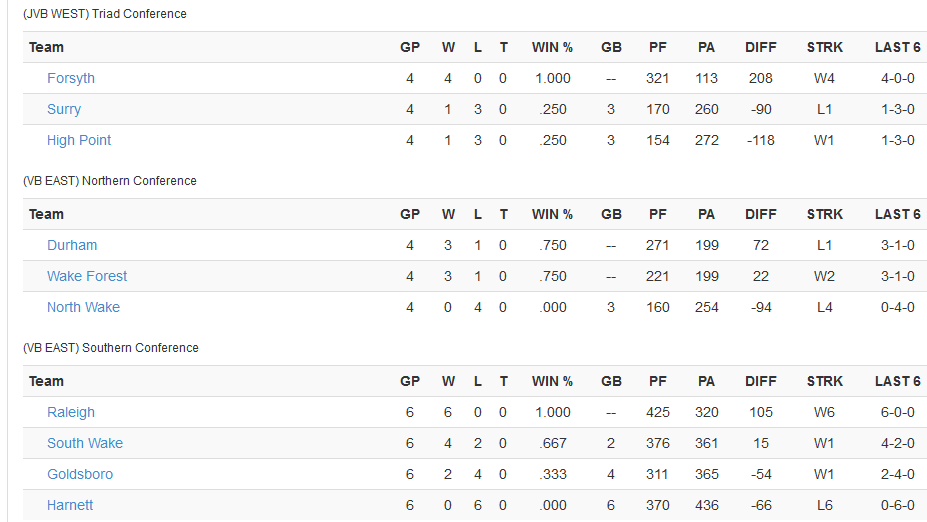 (JVB WEST) Triad Conference
Team GP W L T WIN % GB PF PA DIFF STRK LAST 6
Forsyth 4 4 0 0 1.000 -- 321 113 208 W4 4-0-0
Surry 4 1 3 0 .250 3 170 260 -90 L1 1-3-0
High Point 4 1 3 0 .250 3 154 272 -118 W1 1-3-0
(VB EAST) Northern Conference
Team GP W L T WIN % GB PF PA DIFF STRK LAST 6
Durham 4 3 1 0 .750 -- 271 199 72 L1 3-1-0
Wake Forest 4 3 1 0 .750 -- 221 199 22 W2 3-1-0
North Wake 4 0 4 0 .000 3 160 254 -94 L4 0-4-0
(VB EAST) Southern Conference
Team GP W L T WIN % GB PF PA DIFF STRK LAST 6
Raleigh 6 6 0 0 1.000 -- 425 320 105 W6 6-0-0
South Wake 6 4 2 0 .667 2 376 361 15 W1 4-2-0
Goldsboro 6 2 4 0 .333 4 311 365 -54 W1 2-4-0
Harnett 6 0 6 0 .000 6 370 436 -66 L6 0-6-0